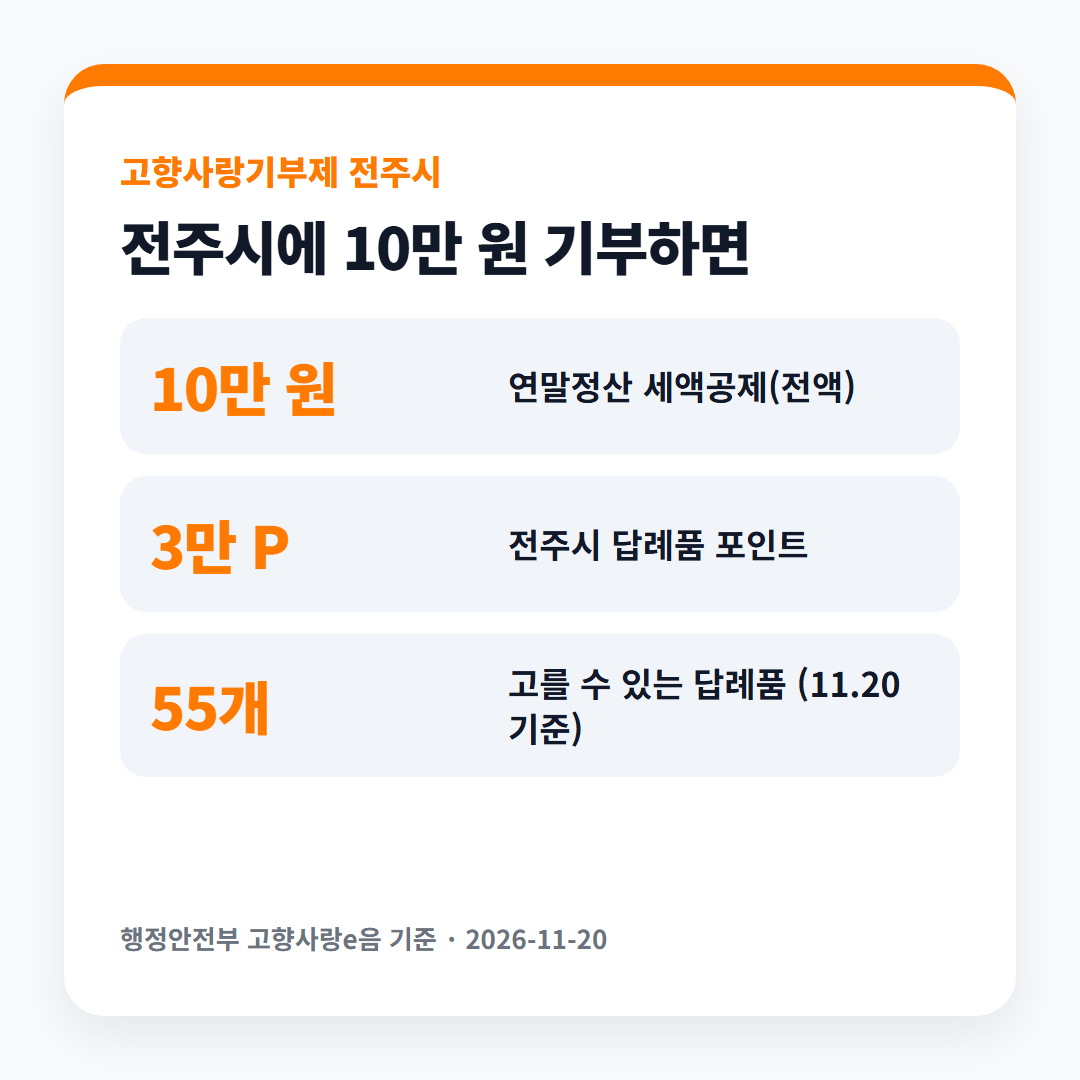 고향사랑기부제 전주시
전주시에 10만 원 기부하면
10만 원
연말정산 세액공제(전액)
3만 P
전주시 답례품 포인트
55개
고를 수 있는 답례품 (11.20
기준)
행정안전부 고향사랑e음 기준 · 2026-11-20